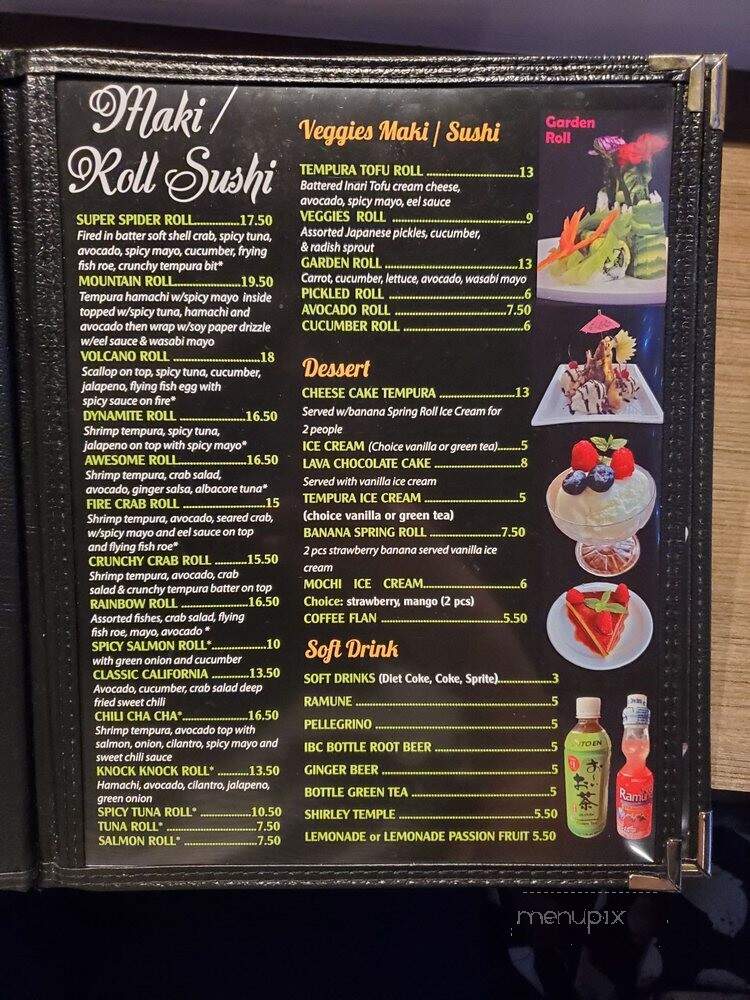 Maki /
Roll Sushi
SUPER SPIDER ROLL............17.50
Fired in batter soft shell crab, spicy tuna,
avocado, spicy mayo, cucumber, frying
fish roe, crunchy tempura bit*
MOUNTAIN ROLL..................19.50
Tempura hamachi w/spicy mayo inside
topped w/spicy tuna, hamachi and
avocado then wrap w/soy paper drizzle
w/eel sauce & wasabi mayo
VOLCANO ROLL ........................18
Scallop on top, spicy tuna, cucumber,
jalapeno, flying fish egg with
spicy sauce on fire*
DYNAMITE ROLL ...................16.50
Shrimp tempura, spicy tuna,
jalapeno on top with spicy mayo*
AWESOME ROLL...................16.50
Shrimp tempura, crab salad,
avocado, ginger salsa, albacore tuna*
FIRE CRAB ROLL ......................15
Shrimp tempura, avocado, seared crab,
w/spicy mayo and eel sauce on top
and flying fish roe*
CRUNCHY CRAB ROLL .........15.50
Shrimp tempura, avocado, crab
salad & crunchy tempura batter on top
RAINBOW ROLL ....................16.50
Assorted fishes, crab salad, flying
fish roe, mayo, avocado *
SPICY SALMON ROLL*...............10
with green onion and cucumber
CLASSIC CALIFORNIA ..........13.50
Avocado, cucumber, crab salad deep
fried sweet chili
CHILI CHA CHA*..................16.50
Shrimp tempura, avocado top with
salmon, onion, cilantro, spicy mayo and
sweet chili sauce
KNOCK KNOCK ROLL* .........13.50
Hamachi, avocado, cilantro, jalapeno,
green onion
SPICY TUNA ROLL* ..............10.50
TUNA ROLL* ..........................7.50
SALMON ROLL* .....................7.50
Veggies Maki / Sushi
TEMPURA TOFU ROLL ..........................13
Battered Inari Tofu cream cheese,
avocado, spicy mayo, eel sauce
VEGGIES ROLL .....................................9
Assorted Japanese pickles, cucumber,
& radish sprout
GARDEN ROLL ....................................13
Carrot, cucumber, lettuce, avocado, wasabi mayo
PICKLED ROLL .....................................6
AVOCADO ROLL ...............................7.50
CUCUMBER ROLL .................................6
Dessert
CHEESE CAKE TEMPURA ......................13
Served w/banana Spring Roll Ice Cream for
2 people
ICE CREAM (Choice vanilla or green tea)......5
LAVA CHOCOLATE CAKE ........................8
Served with vanilla ice cream
TEMPURA ICE CREAM ..........................5
(choice vanilla or green tea)
BANANA SPRING ROLL .....................7.50
2 pcs strawberry banana served vanilla ice
cream
MOCHI ICE CREAM............................6
Choice: strawberry, mango (2 pcs)
COFFEE FLAN ..................................5.50
Soft Drink
SOFT DRINKS (Diet Coke, Coke, Sprite)...............3
RAMUNE .....................................................5
PELLEGRINO .................................................5
IBC BOTTLE ROOT BEER .................................5
GINGER BEER ..............................................5
BOTTLE GREEN TEA .....................................5
SHIRLEY TEMPLE .....................................5.50
LEMONADE or LEMONADE PASSION FRUIT 5.50
Garden
Roll
ITO EN
お～い
お茶
Ramune
menupix